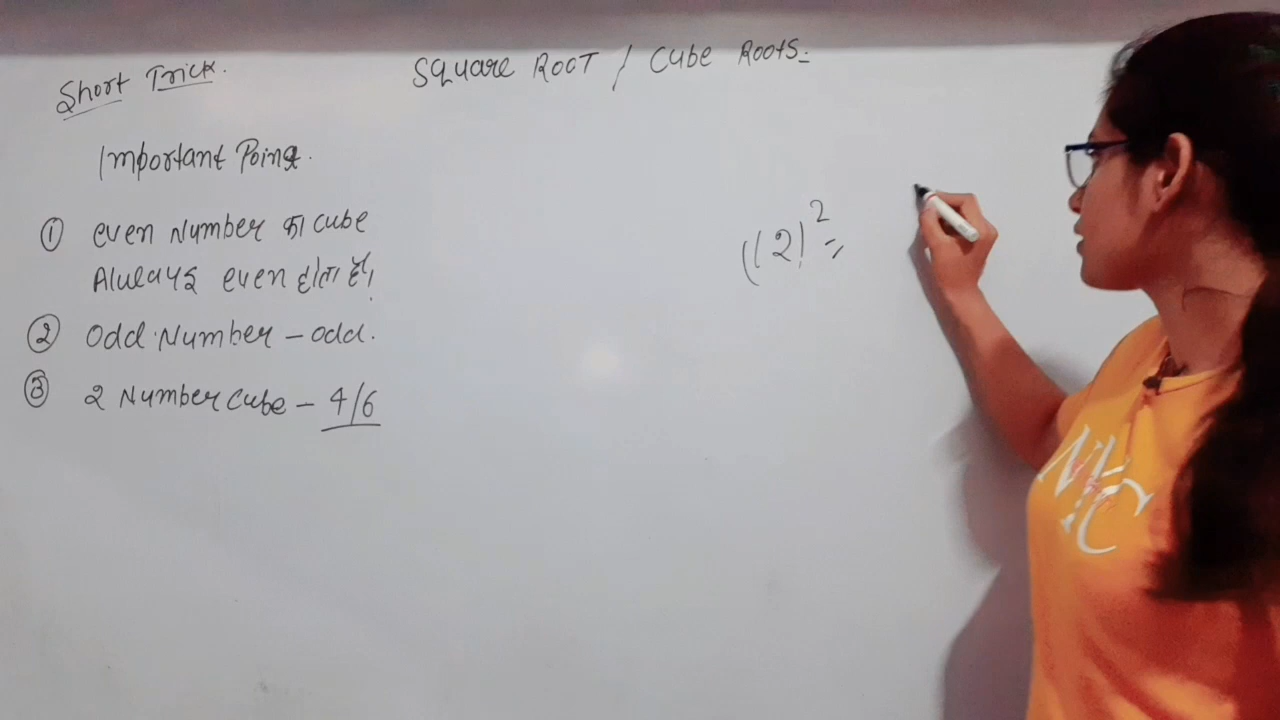 Short Trick.
Square Root / Cube Roots
Important Point.
① even Number का Cube
Always even होता है।
② Odd Number – odd.
③ 2 Number Cube – 4/6
(12)² =
NYC